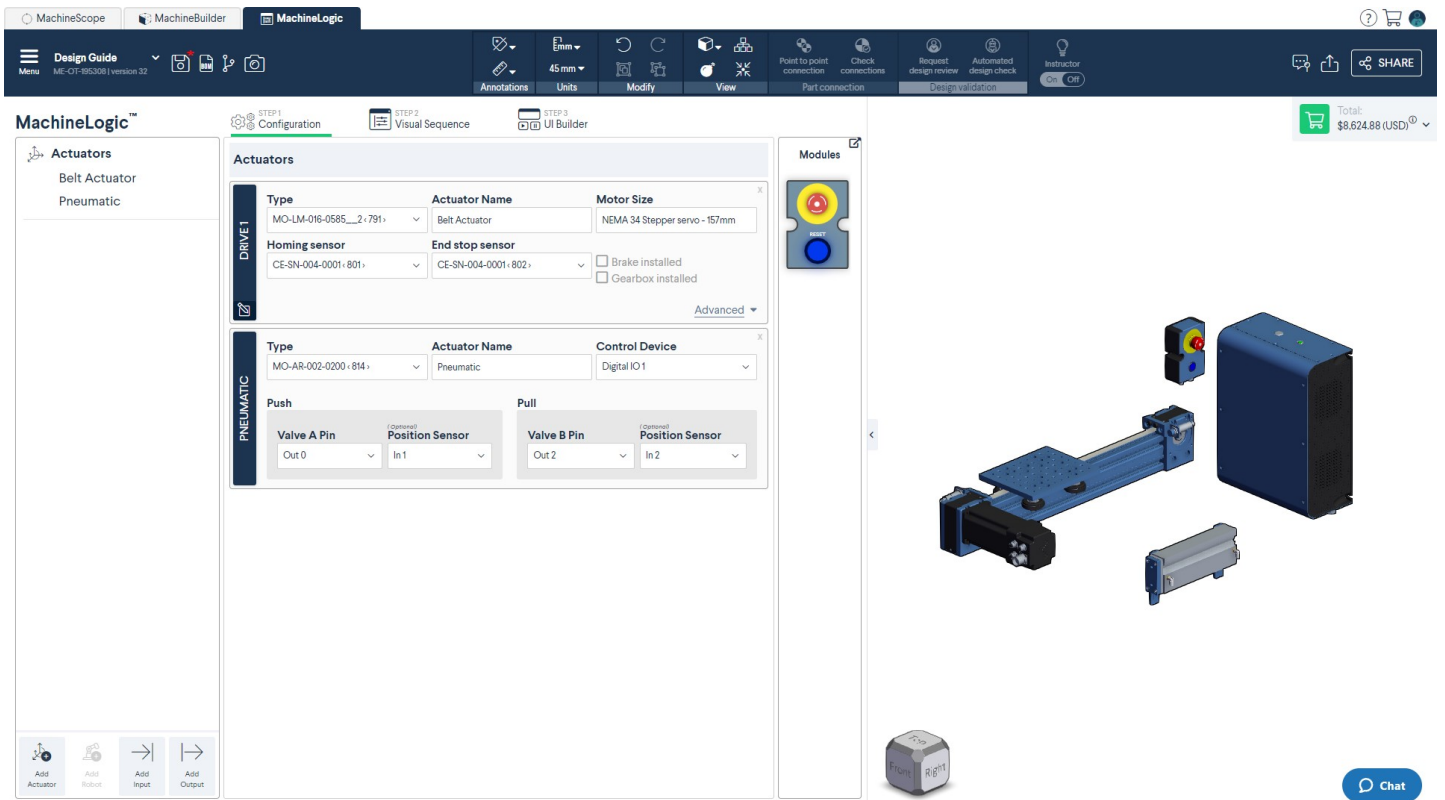 MachineScope
MachineBuilder
MachineLogic
Menu
Design Guide
ME-OT-195308 | version 32
BOM
mm
45 mm
Annotations
Units
Modify
View
Point to point connection
Check connections
Part connection
Request design review
Automated design check
Design validation
Instructor
On Off
SHARE
MachineLogic™
STEP 1
Configuration
STEP 2
Visual Sequence
STEP 3
UI Builder
Total:
$8,624.88 (USD)
Actuators
Belt Actuator
Pneumatic
Actuators
DRIVE 1
Type
Actuator Name
Motor Size
x
MO-LM-016-0585__2 <791>
Belt Actuator
NEMA 34 Stepper servo - 157mm
Homing sensor
End stop sensor
CE-SN-004-0001 <801>
CE-SN-004-0001 <802>
Brake installed
Gearbox installed
Advanced
PNEUMATIC
Type
Actuator Name
Control Device
x
MO-AR-002-0200 <814>
Pneumatic
Digital IO 1
Push
Pull
Valve A Pin
(Optional)
Position Sensor
Valve B Pin
(Optional)
Position Sensor
Out 0
In 1
Out 2
In 2
Modules
RESET
Add Actuator
Add Robot
Add Input
Add Output
Top
Front
Right
Chat